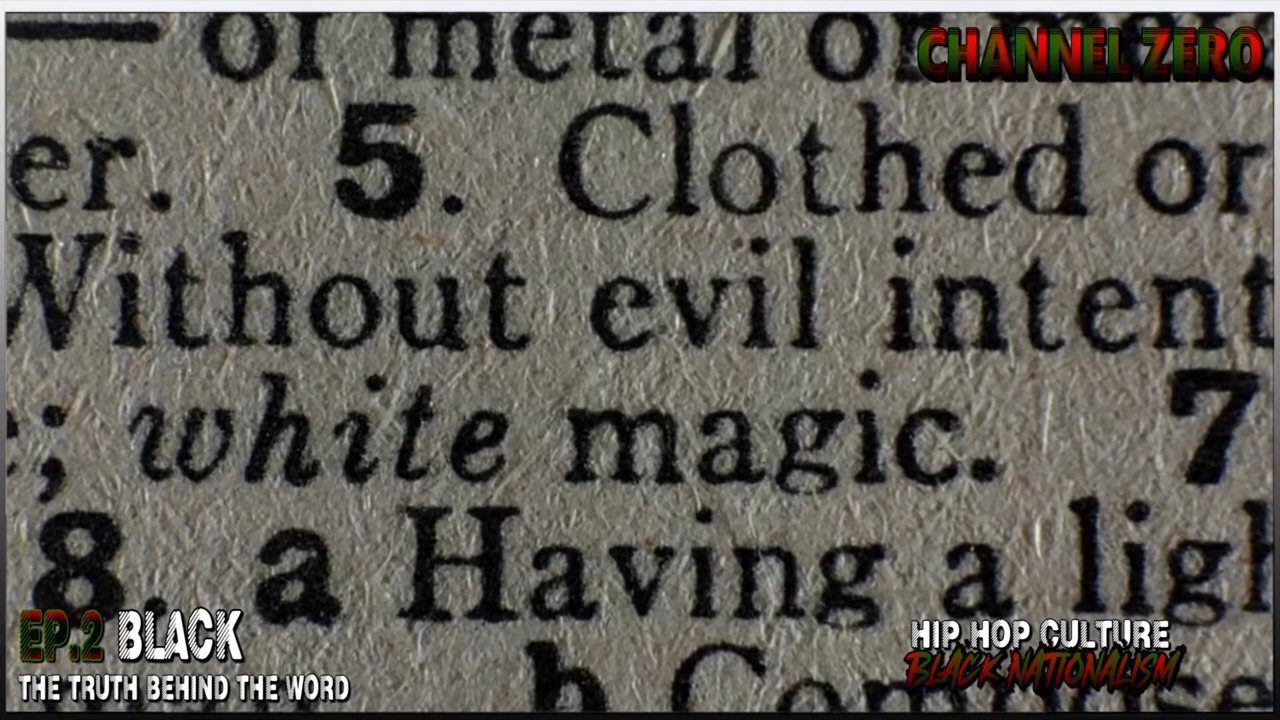 — of metal or
CHANNEL ZERO
er. 5. Clothed or
Without evil intent
; white magic. 7
8. a Having a ligh
EP.2 BLACK
THE TRUTH BEHIND THE WORD
HIP HOP CULTURE
BLACK NATIONALISM
b